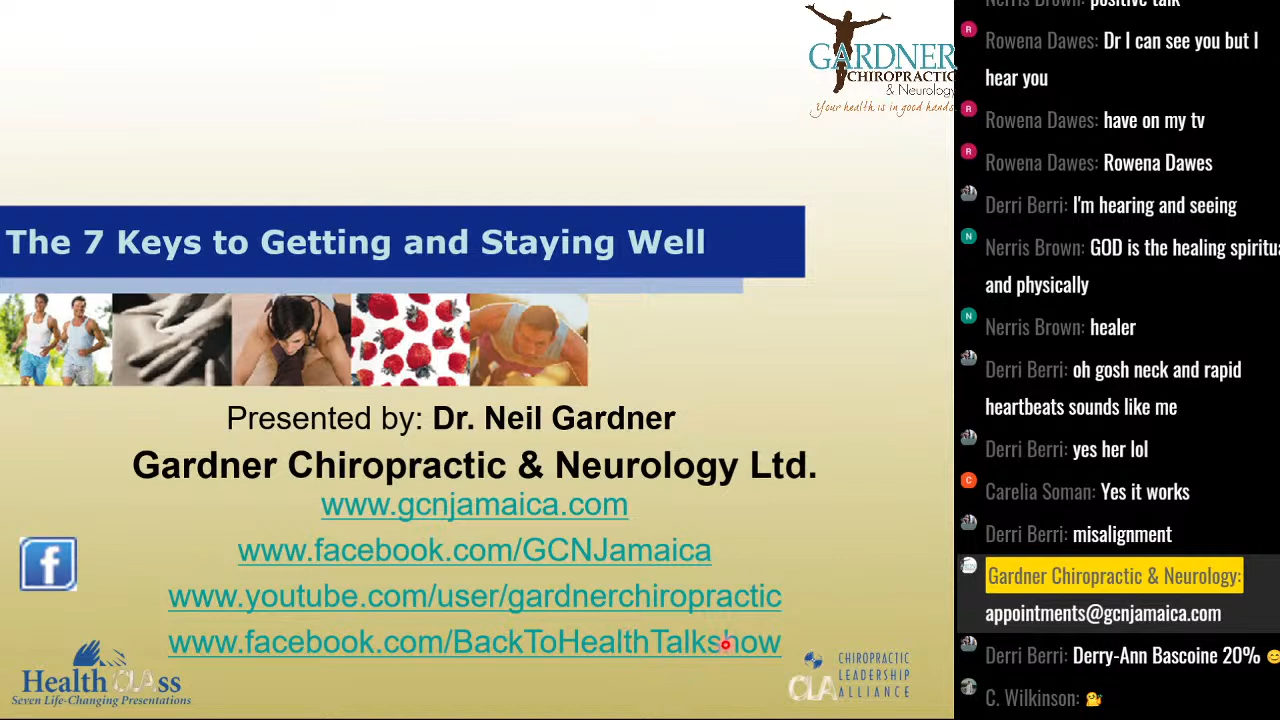 GARDNER
CHIROPRACTIC
& Neurology
Your health is in good hands
The 7 Keys to Getting and Staying Well
Presented by: Dr. Neil Gardner
Gardner Chiropractic & Neurology Ltd.
www.gcnjamaica.com
www.facebook.com/GCNJamaica
www.youtube.com/user/gardnerchiropractic
www.facebook.com/BackToHealthTalkshow
f
Health CLAss
Seven Life-Changing Presentations
CLA
CHIROPRACTIC
LEADERSHIP
ALLIANCE
Nerris Brown: positive talk
R
Rowena Dawes: Dr I can see you but I
hear you
R
Rowena Dawes: have on my tv
R
Rowena Dawes: Rowena Dawes
Derri Berri: I'm hearing and seeing
N
Nerris Brown: GOD is the healing spiritu
and physically
N
Nerris Brown: healer
Derri Berri: oh gosh neck and rapid
heartbeats sounds like me
Derri Berri: yes her lol
C
Carelia Soman: Yes it works
Derri Berri: misalignment
Gardner Chiropractic & Neurology:
appointments@gcnjamaica.com
Derri Berri: Derry-Ann Bascoine 20% 😊
C. Wilkinson: 🤗